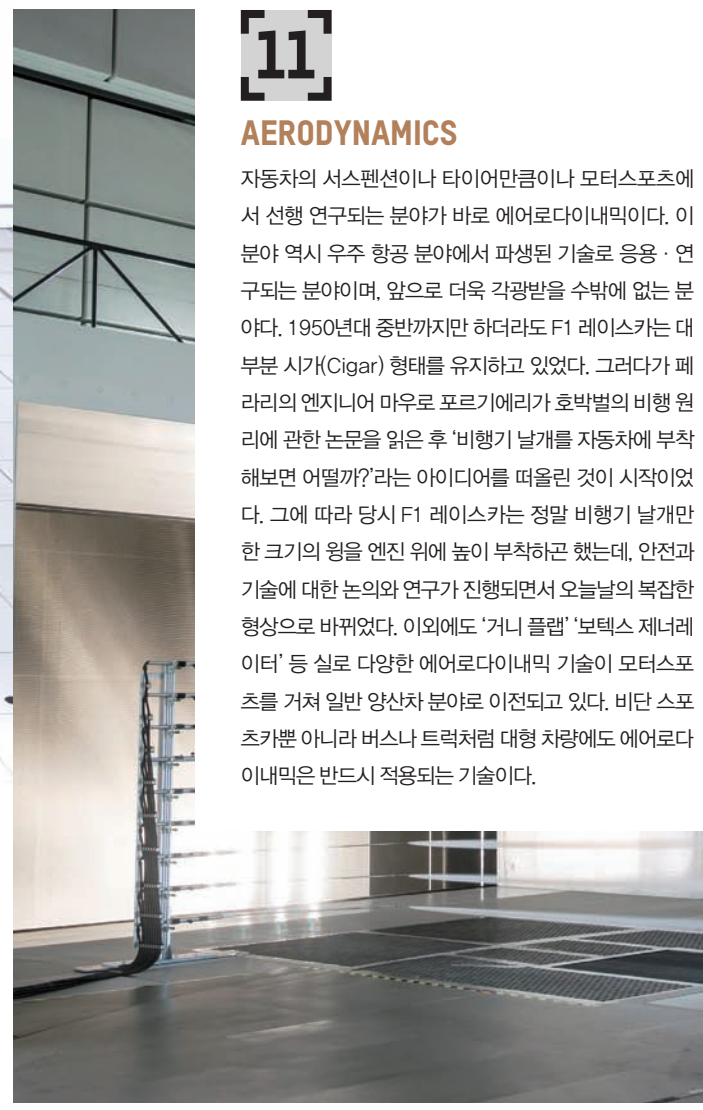 11
AERODYNAMICS
자동차의 서스펜션이나 타이어만큼이나 모터스포츠에
서 선행 연구되는 분야가 바로 에어로다이내믹이다. 이
분야 역시 우주 항공 분야에서 파생된 기술로 응용 · 연
구되는 분야이며, 앞으로 더욱 각광받을 수밖에 없는 분
야다. 1950년대 중반까지만 하더라도 F1 레이스카는 대
부분 시가(Cigar) 형태를 유지하고 있었다. 그러다가 페
라리의 엔지니어 마우로 포르기에리가 호박벌의 비행 원
리에 관한 논문을 읽은 후 ‘비행기 날개를 자동차에 부착
해보면 어떨까?’라는 아이디어를 떠올린 것이 시작이었
다. 그에 따라 당시 F1 레이스카는 정말 비행기 날개만
한 크기의 윙을 엔진 위에 높이 부착하곤 했는데, 안전과
기술에 대한 논의와 연구가 진행되면서 오늘날의 복잡한
형상으로 바뀌었다. 이외에도 ‘거니 플랩’ ‘보텍스 제너레
이터’ 등 실로 다양한 에어로다이내믹 기술이 모터스포
츠를 거쳐 일반 양산차 분야로 이전되고 있다. 비단 스포
츠카뿐 아니라 버스나 트럭처럼 대형 차량에도 에어로다
이내믹은 반드시 적용되는 기술이다.